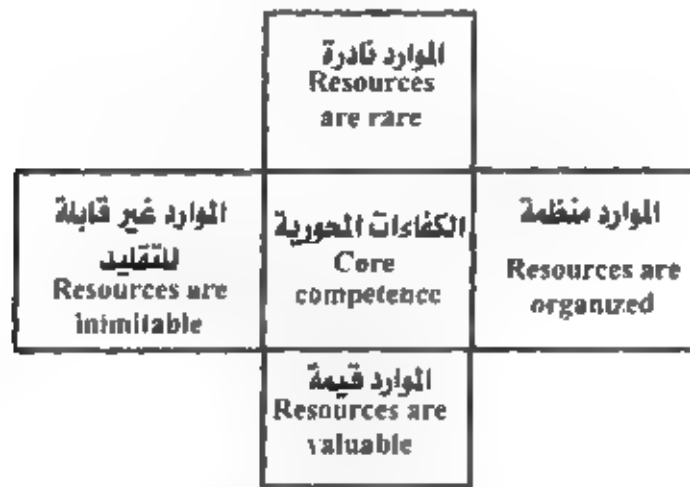 الموارد نادرة
Resources
are rare
الموارد غير قابلة
للتقليد
Resources are
inimitable
الكفاءات المحورية
Core
competence
الموارد منظمة
Resources are
organized
الموارد قيمة
Resources are
valuable